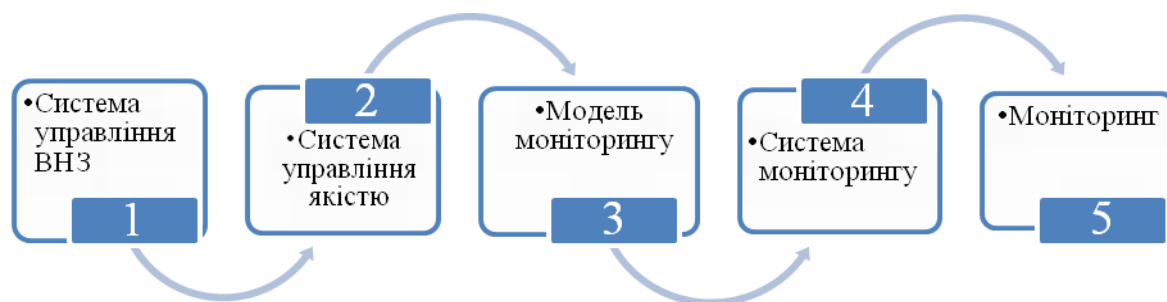 •Система
управління
ВНЗ
1
2
•Система
управління
якістю
•Модель
моніторингу
3
4
•Система
моніторингу
•Моніторинг
5